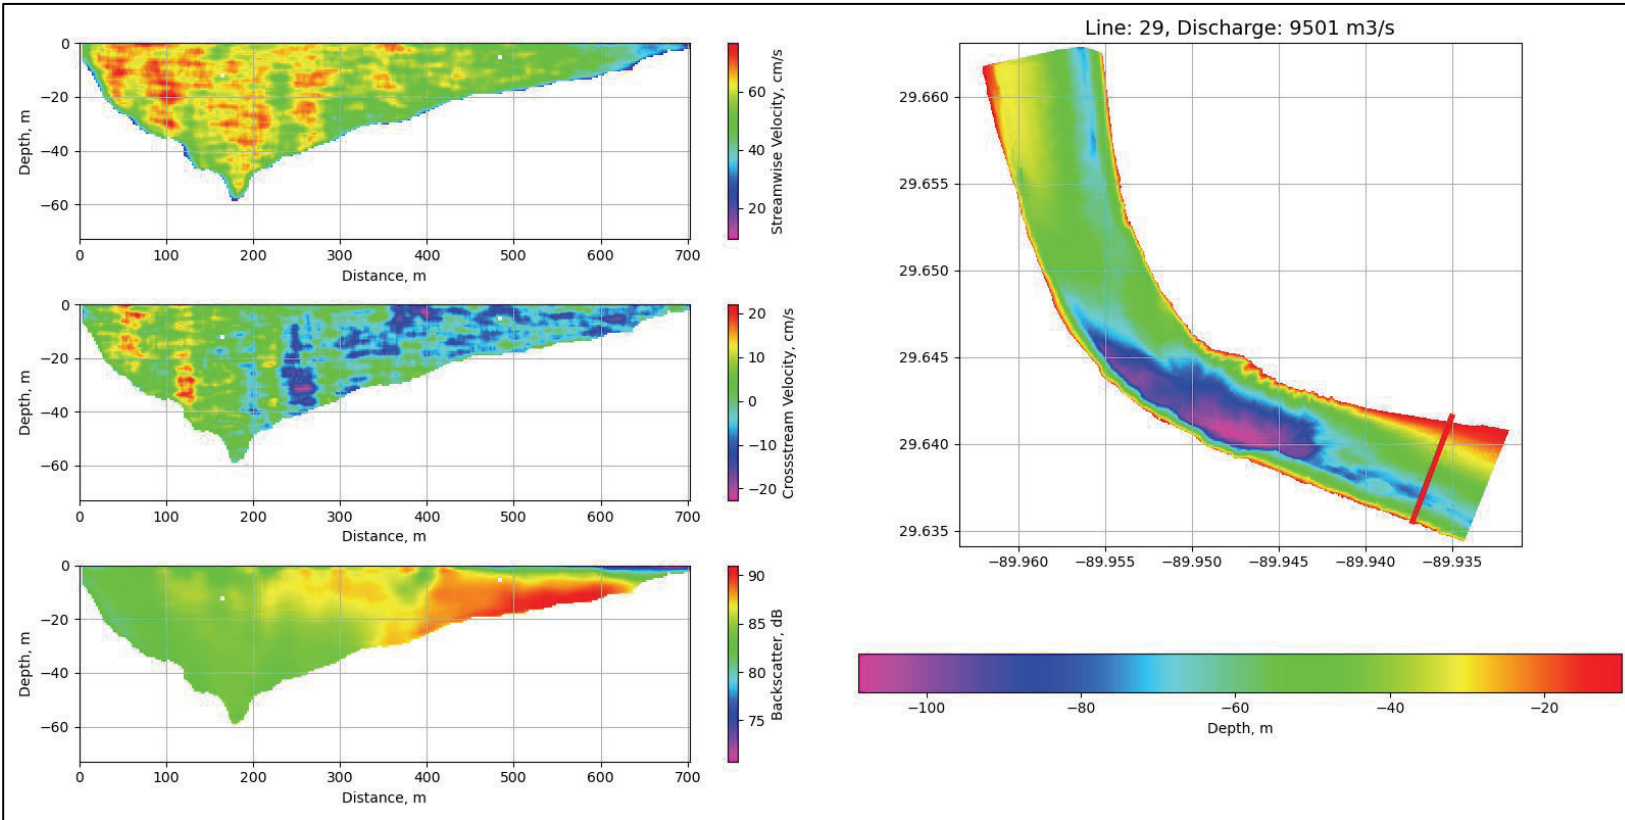 0
−20
−40
−60
Depth, m
0 100 200 300 400 500 600 700
Distance, m
60
40
20
Streamwise Velocity, cm/s
0
−20
−40
−60
Depth, m
0 100 200 300 400 500 600 700
20
10
0
−10
−20
Crossstream Velocity, cm/s
0
−20
−40
−60
Depth, m
0 100 200 300 400 500 600 700
Distance, m
90
85
80
75
Backscatter, dB
Line: 29, Discharge: 9501 m3/s
29.660
29.655
29.650
29.645
29.640
29.635
−89.960 −89.955 −89.950 −89.945 −89.940 −89.935
−100 −80 −60 −40 −20
Depth, m